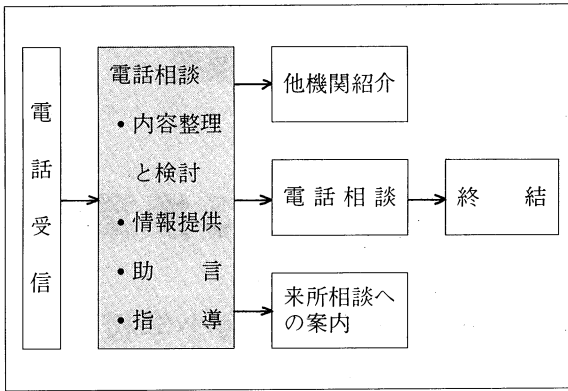 電話受信
電話相談
・内容整理
と検討
・情報提供
・助言
・指導
他機関紹介
電話相談
終結
来所相談へ
の案内